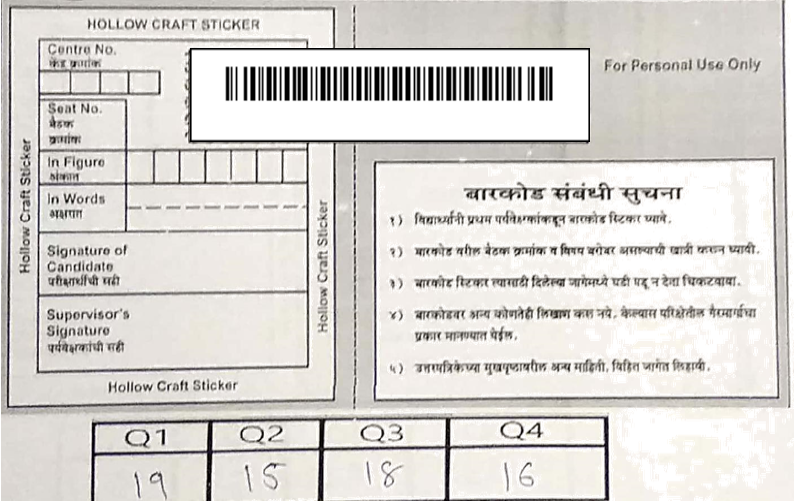 HOLLOW CRAFT STICKER
For Personal Use Only
Centre No.
केंद्र क्रमांक
Seat No.
बैठक
क्रमांक
In Figure
अंकात
In Words
अक्षरात
Signature of
Candidate
परीक्षार्थीची सही
Supervisor's
Signature
पर्यवेक्षकांची सही
Hollow Craft Sticker
Hollow Craft Sticker
Hollow Craft Sticker
बारकोड संबंधी सुचना
१) विद्यार्थ्यांनी प्रथम पर्यवेक्षकांकडून बारकोड स्टिकर घ्यावे.
२) बारकोड वरील बैठक क्रमांक व विषय बरोबर असल्याची खात्री करुन घ्यावी.
३) बारकोड स्टिकर त्यासाठी दिलेल्या जागेमध्ये घडी पडू न देता चिकटवावा.
४) बारकोडवर अन्य कोणतेही लिखाण करू नये. केल्यास परिक्षेतील गैरमार्गाचा
प्रकार मानण्यात येईल.
५) उत्तरपत्रिकेच्या मुखपृष्ठावरील अन्य माहिती, विहित जागेत लिहावी.
Q1 Q2 Q3 Q4
19 15 18 16